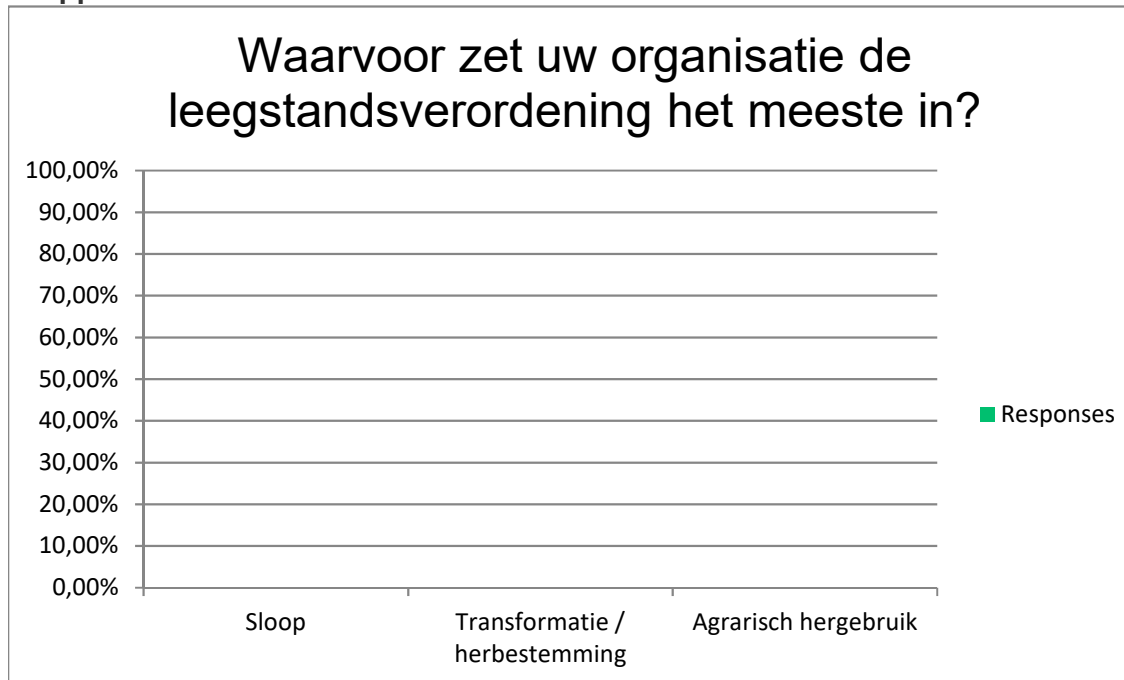 Waarvoor zet uw organisatie de
leegstandsverordening het meeste in?
100,00%
90,00%
80,00%
70,00%
60,00%
50,00%
40,00%
30,00%
20,00%
10,00%
0,00%
Sloop
Transformatie /
herbestemming
Agrarisch hergebruik
Responses